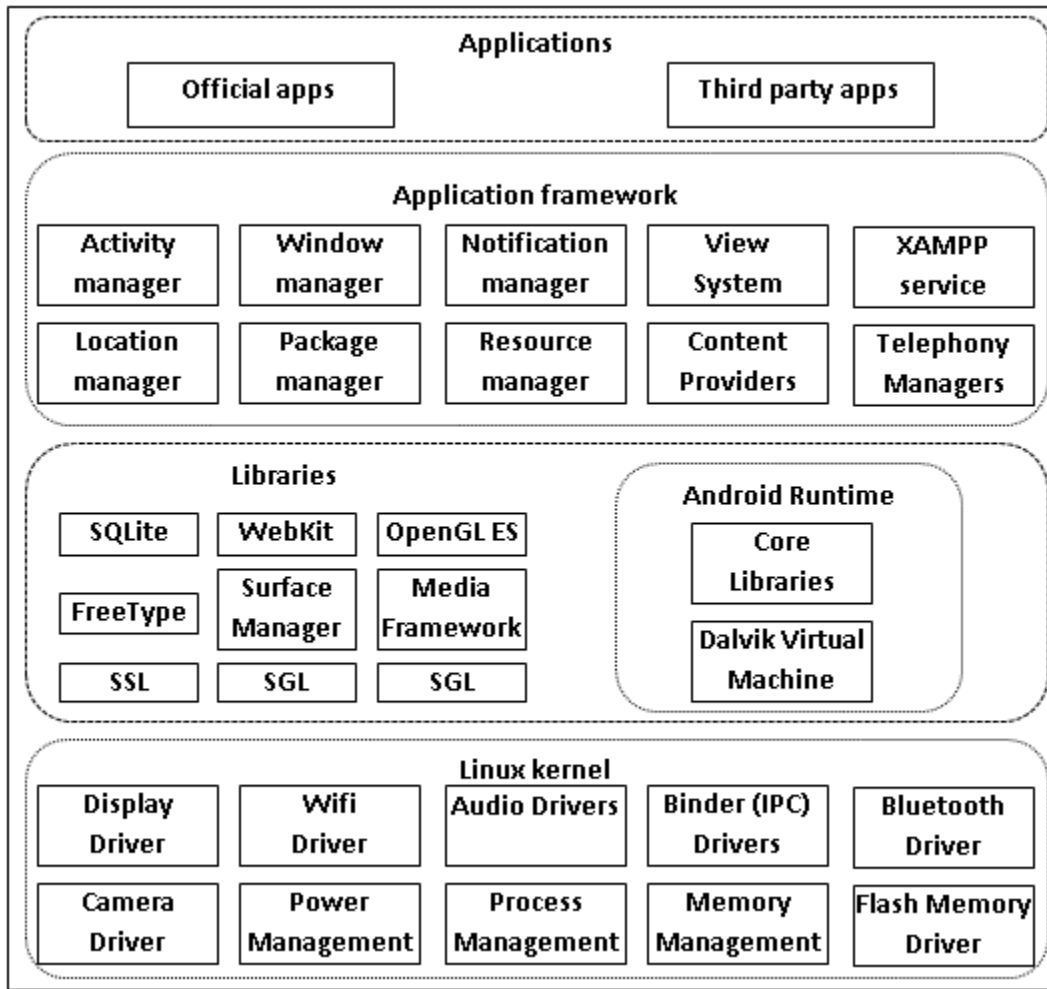 Applications
Official apps
Third party apps
Application framework
Activity
manager
Window
manager
Notification
manager
View
System
XAMPP
service
Location
manager
Package
manager
Resource
manager
Content
Providers
Telephony
Managers
Libraries
SQLite
WebKit
OpenGL ES
FreeType
Surface
Manager
Media
Framework
SSL
SGL
SGL
Android Runtime
Core
Libraries
Dalvik Virtual
Machine
Linux kernel
Display
Driver
Wifi
Driver
Audio Drivers
Binder (IPC)
Drivers
Bluetooth
Driver
Camera
Driver
Power
Management
Process
Management
Memory
Management
Flash Memory
Driver